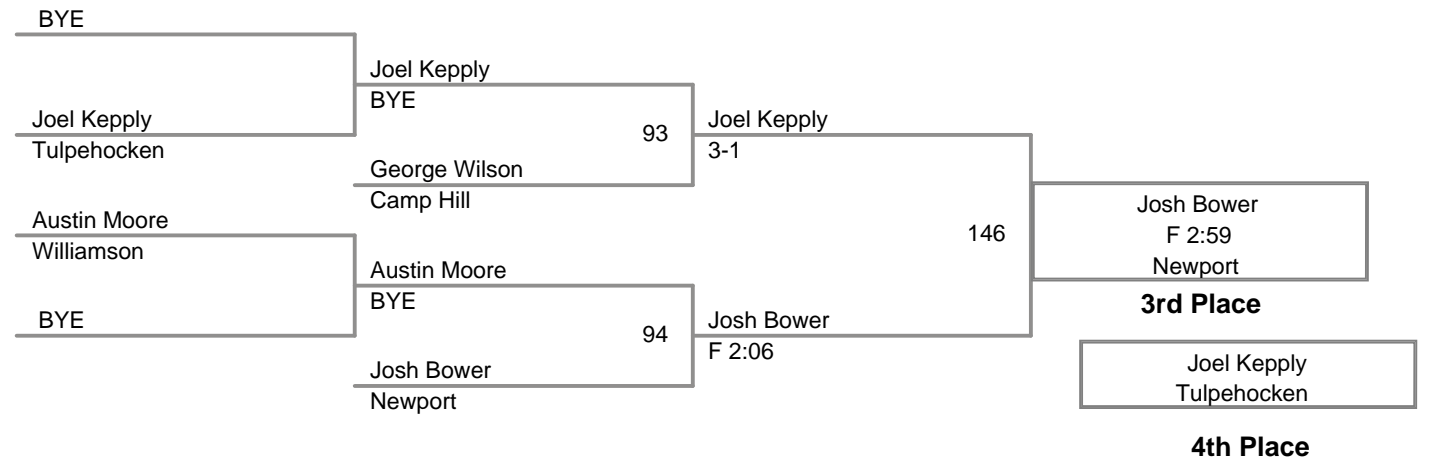 BYE
Joel Kepply
BYE
Joel Kepply
Tulpehocken
93
Joel Kepply
3-1
George Wilson
Camp Hill
Austin Moore
Williamson
146
Josh Bower
F 2:59
Newport
3rd Place
Austin Moore
BYE
BYE
94
Josh Bower
F 2:06
Josh Bower
Newport
Joel Kepply
Tulpehocken
4th Place